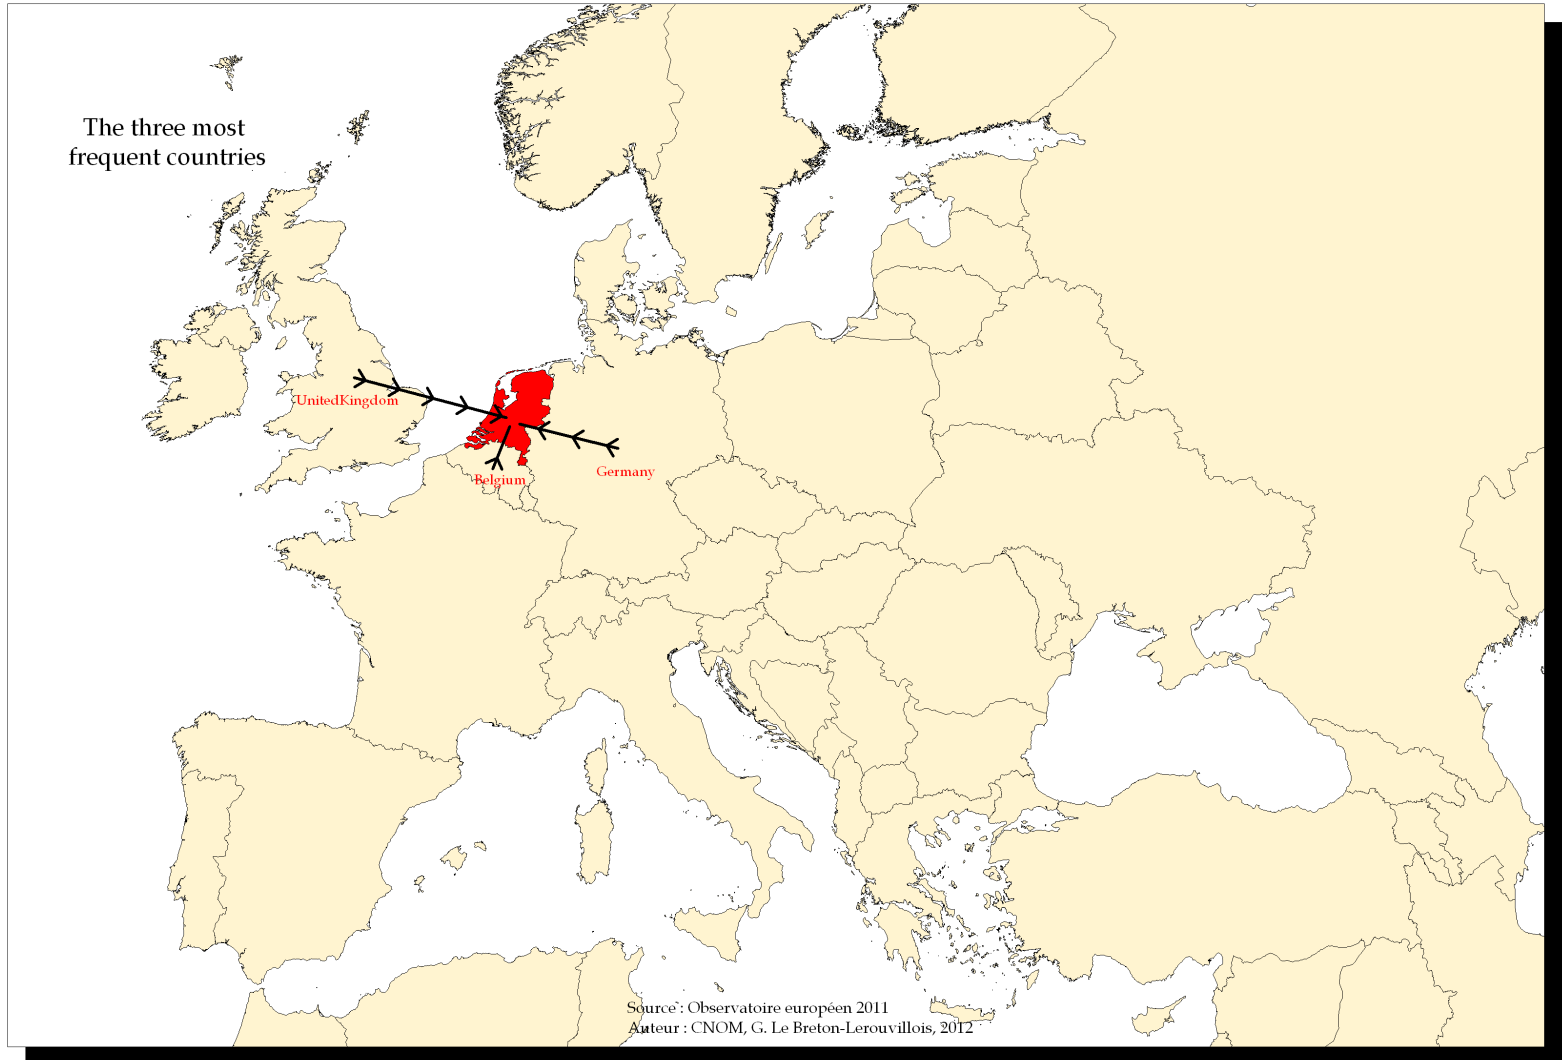 The three most
frequent countries
UnitedKingdom
Germany
Belgium
Source : Observatoire européen 2011
Auteur : CNOM, G. Le Breton-Lerouvillois, 2012